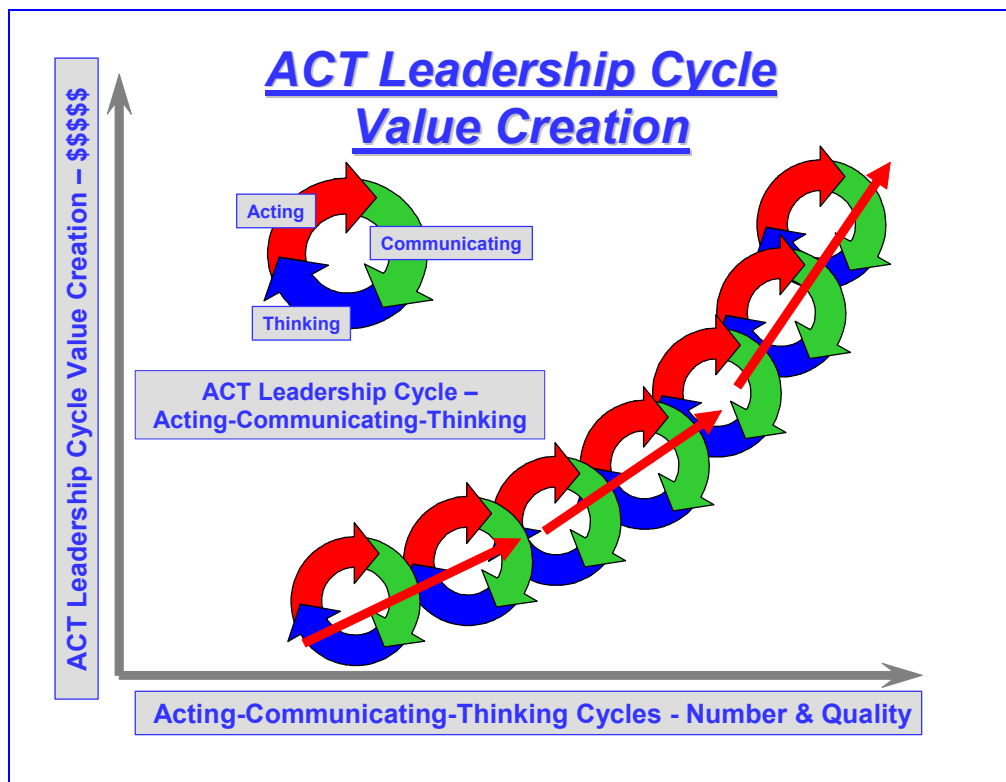 ACT Leadership Cycle
Value Creation
ACT Leadership Cycle Value Creation – $$$$$
Acting
Communicating
Thinking
ACT Leadership Cycle –
Acting-Communicating-Thinking
Acting-Communicating-Thinking Cycles - Number & Quality